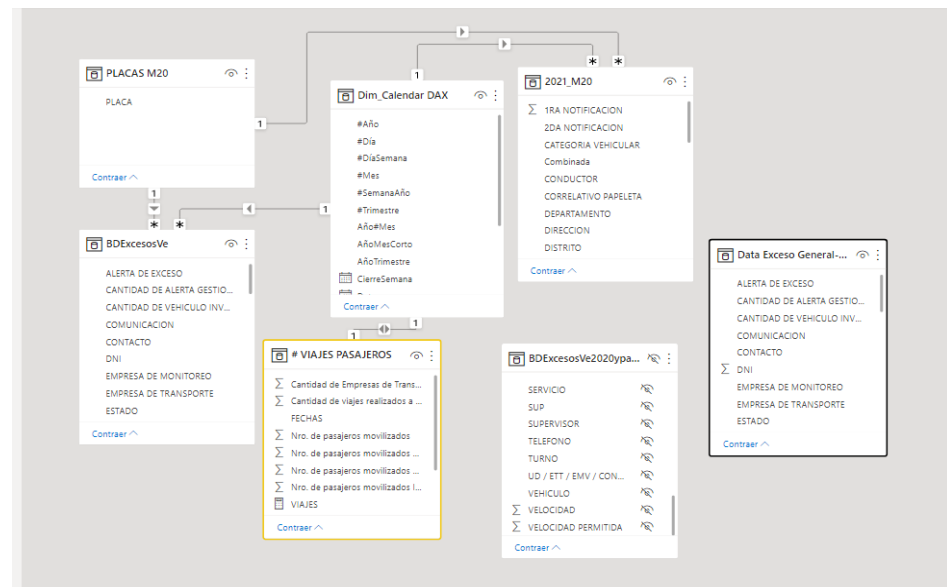 PLACAS M20
PLACA
Contraer
1
1
*
*
BDExcesosVe
ALERTA DE EXCESO
CANTIDAD DE ALERTA GESTIO...
CANTIDAD DE VEHICULO INV...
COMUNICACION
CONTACTO
DNI
EMPRESA DE MONITOREO
EMPRESA DE TRANSPORTE
ESTADO
Contraer
1
Dim_Calendar DAX
#Año
#Día
#DíaSemana
#Mes
#SemanaAño
#Trimestre
Año#Mes
AñoMesCorto
AñoTrimestre
CierreSemana
Contraer
1
1
1
# VIAJES PASAJEROS
Cantidad de Empresas de Trans...
Cantidad de viajes realizados a ...
FECHAS
Nro. de pasajeros movilizados
Nro. de pasajeros movilizados ...
Nro. de pasajeros movilizados ...
Nro. de pasajeros movilizados I...
VIAJES
Contraer
*
*
2021_M20
1RA NOTIFICACION
2DA NOTIFICACION
CATEGORIA VEHICULAR
Combinada
CONDUCTOR
CORRELATIVO PAPELETA
DEPARTAMENTO
DIRECCION
DISTRITO
Contraer
BDExcesosVe2020ypa...
SERVICIO
SUP
SUPERVISOR
TELEFONO
TURNO
UD / ETT / EMV / CON...
VEHICULO
VELOCIDAD
VELOCIDAD PERMITIDA
Contraer
Data Exceso General-...
ALERTA DE EXCESO
CANTIDAD DE ALERTA GESTIO...
CANTIDAD DE VEHICULO INV...
COMUNICACION
CONTACTO
DNI
EMPRESA DE MONITOREO
EMPRESA DE TRANSPORTE
ESTADO
Contraer